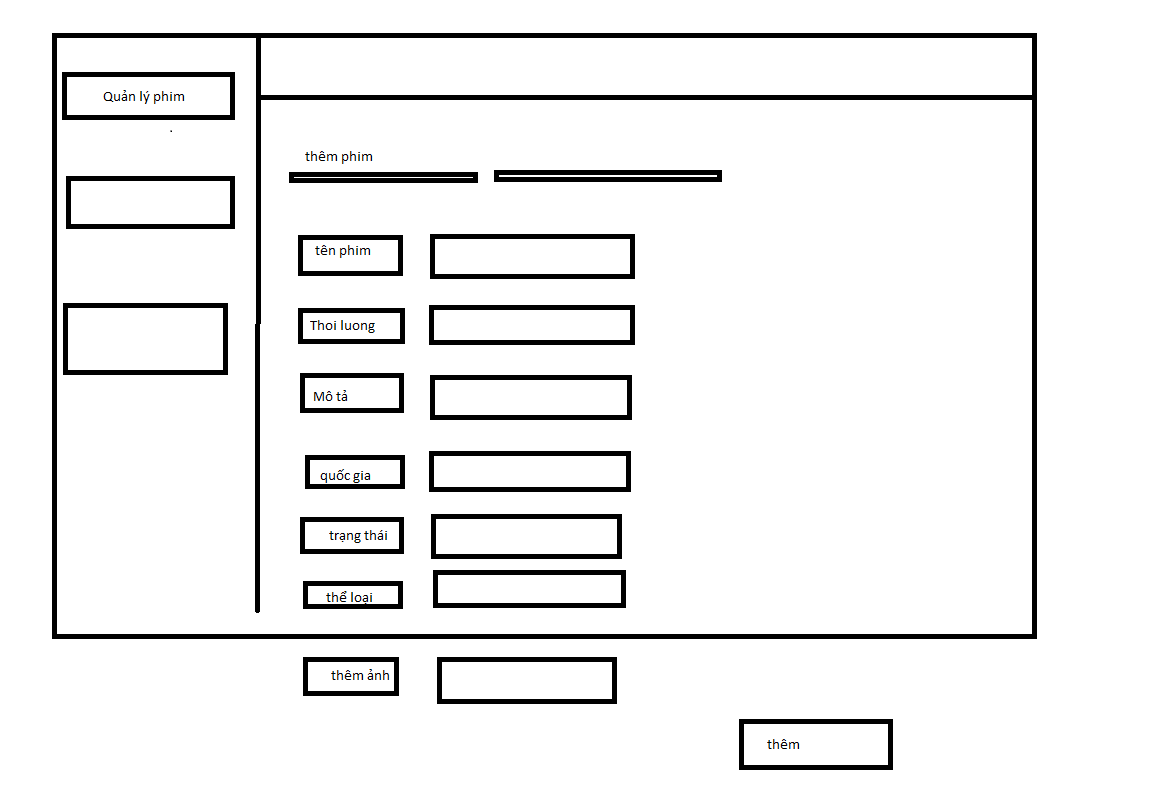 Quản lý phim
thêm phim
tên phim
Thoi luong
Mô tả
quốc gia
trạng thái
thể loại
thêm ảnh
thêm